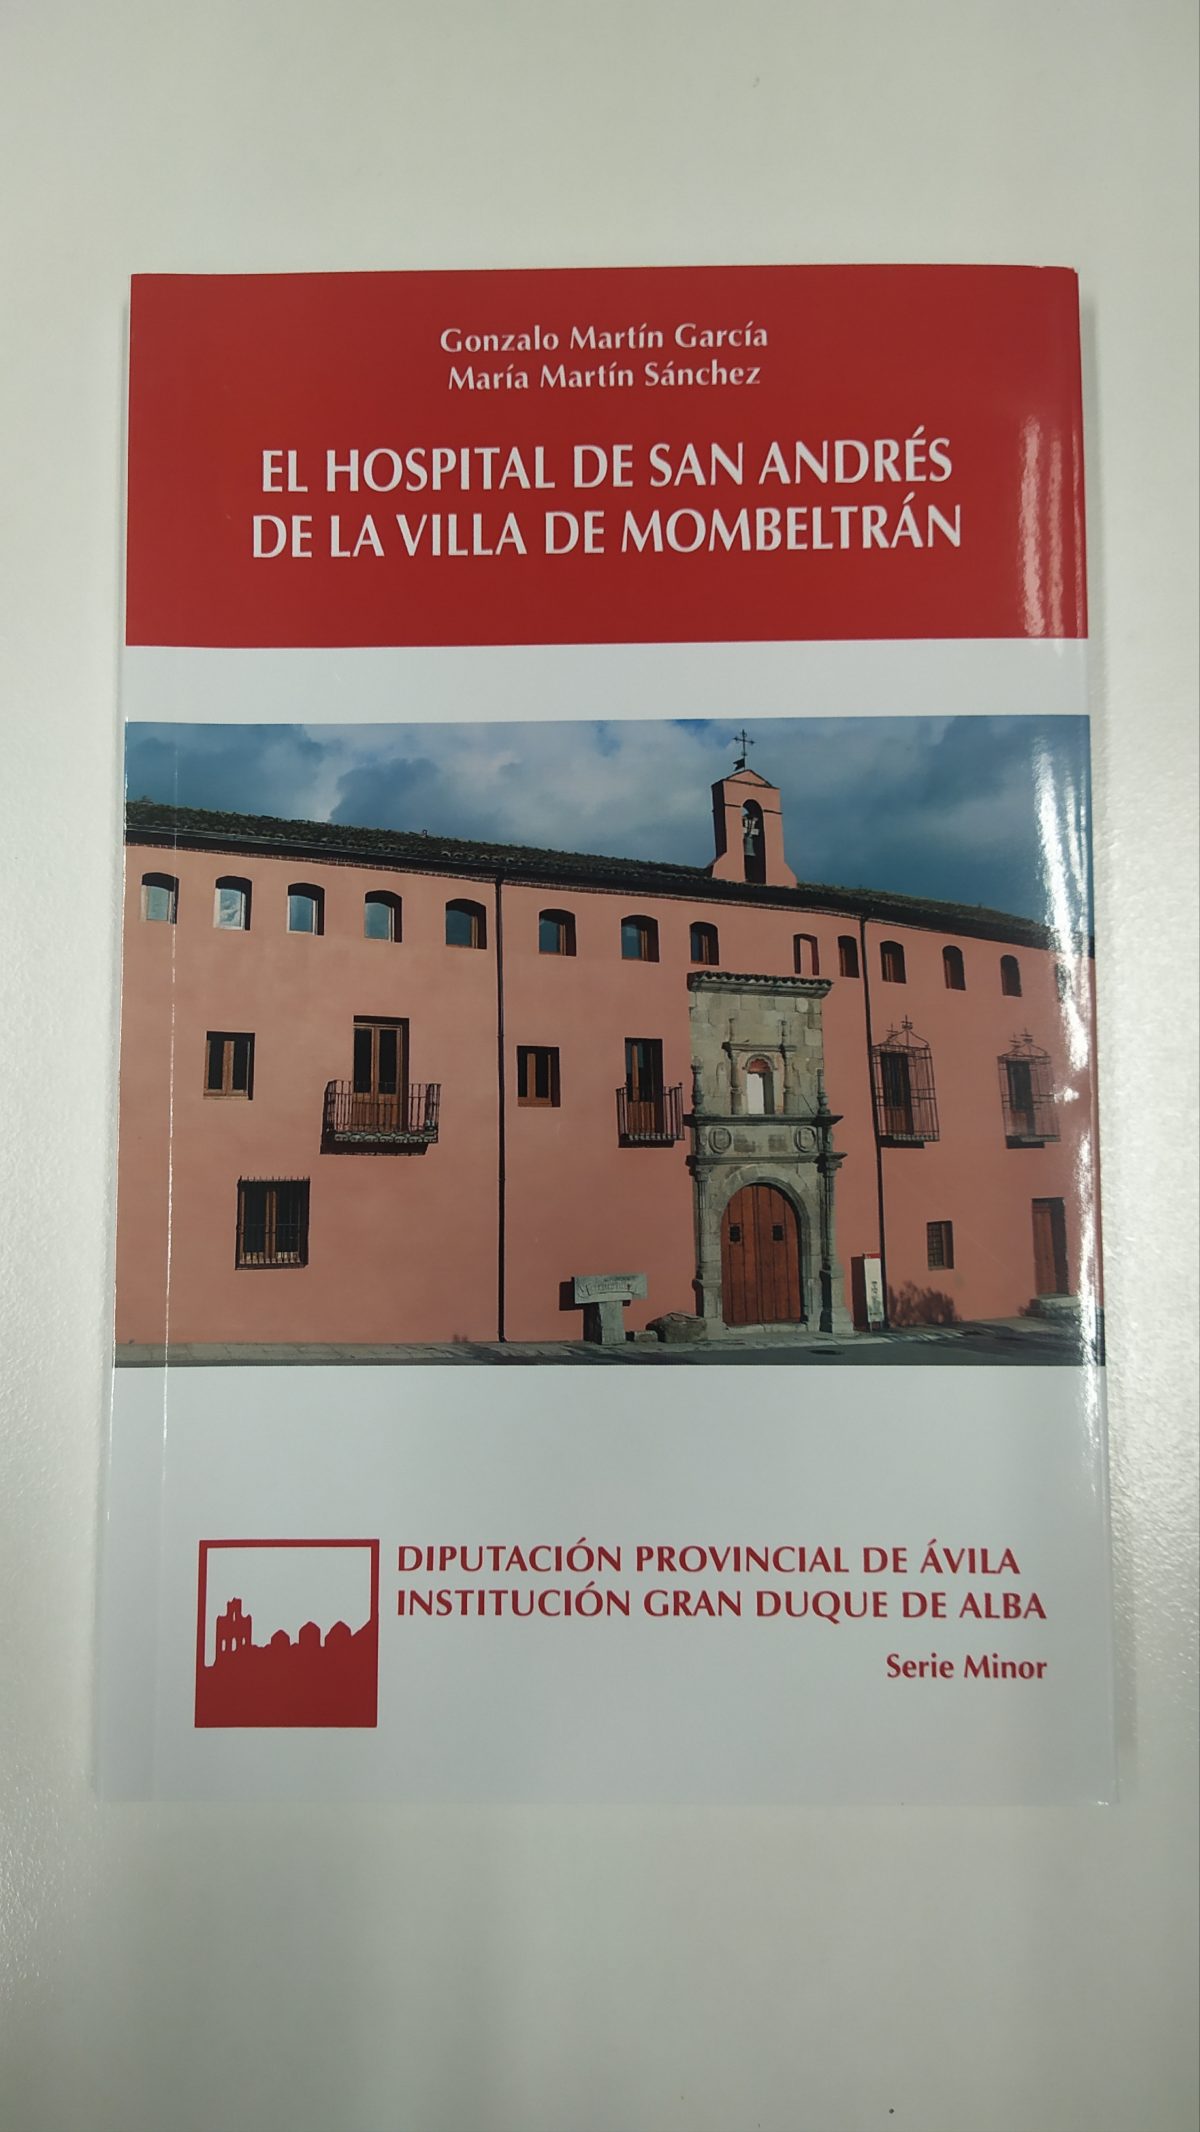 Gonzalo Martín García
María Martín Sánchez
EL HOSPITAL DE SAN ANDRÉS
DE LA VILLA DE MOMBELTRÁN
DIPUTACIÓN PROVINCIAL DE ÁVILA
INSTITUCIÓN GRAN DUQUE DE ALBA
Serie Minor